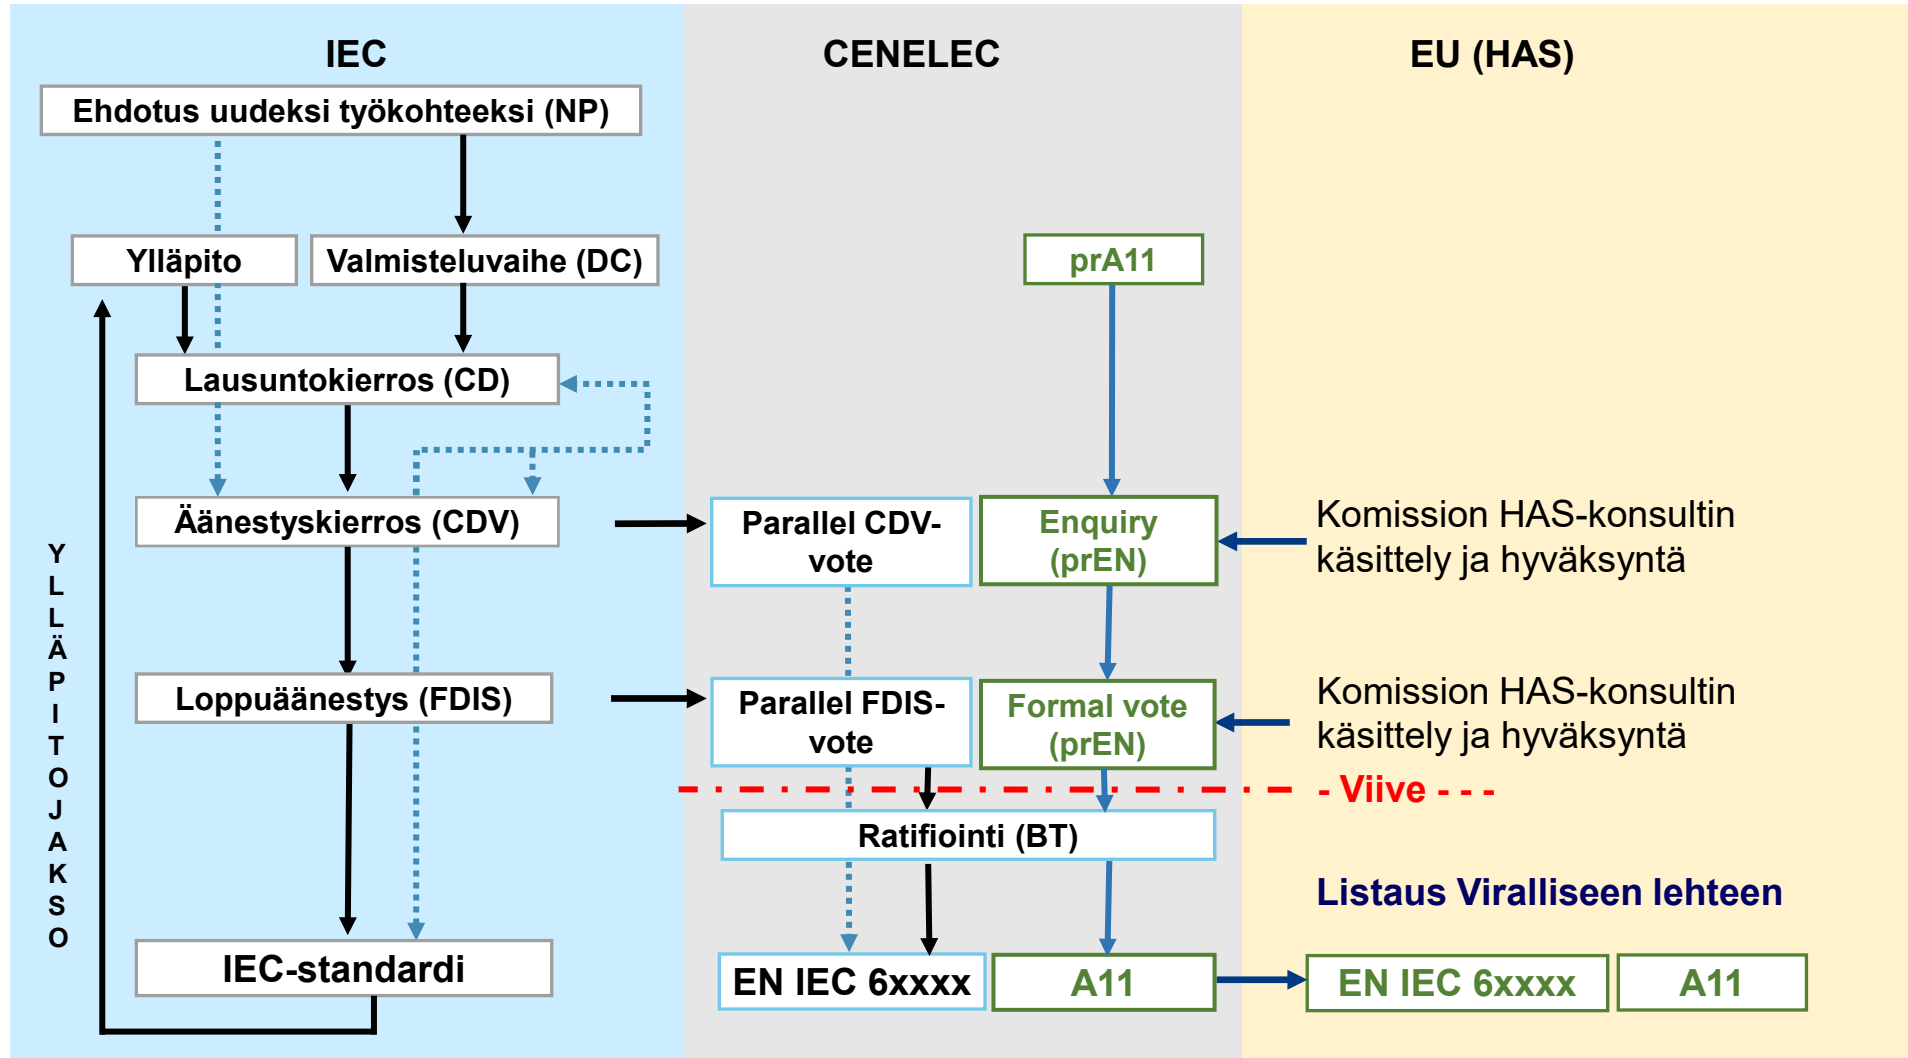 IEC
CENELEC
EU (HAS)
Ehdotus uudeksi työkohteeksi (NP)
Ylläpito
Valmisteluvaihe (DC)
prA11
Lausuntokierros (CD)
Äänestyskierros (CDV)
Parallel CDV-
vote
Enquiry
(prEN)
Komission HAS-konsultin
käsittely ja hyväksyntä
Y
L
L
Ä
P
I
T
O
J
A
K
S
O
Loppuäänestys (FDIS)
Parallel FDIS-
vote
Formal vote
(prEN)
Komission HAS-konsultin
käsittely ja hyväksyntä
- Viive - - -
Ratifiointi (BT)
Listaus Viralliseen lehteen
IEC-standardi
EN IEC 6xxxx
A11
EN IEC 6xxxx
A11